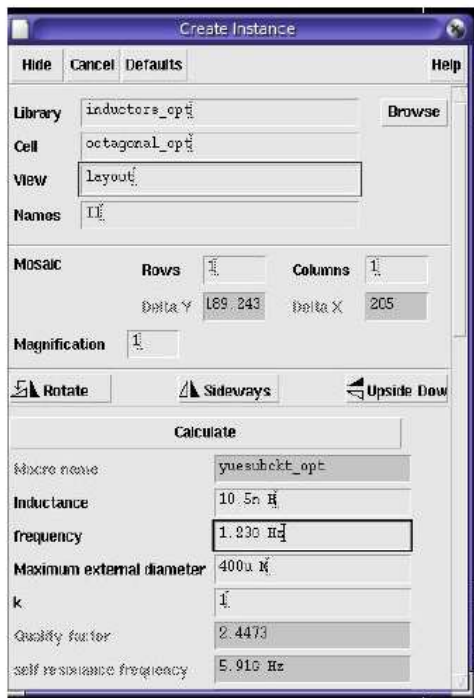 Create Instance
Hide Cancel Defaults Help
Library inductors_opt Browse
Cell octagonal_opt
View layout
Names I1
Mosaic Rows 1 Columns 1
Delta Y 189.243 Delta X 205
Magnification 1
Rotate Sideways Upside Dow
Calculate
Macro name yuesubckt_opt
Inductance 10.5n H
frequency 1.23G Hz
Maximum external diameter 400u M
k 1
Quality factor 2.4473
self resonance frequency 5.91G Hz